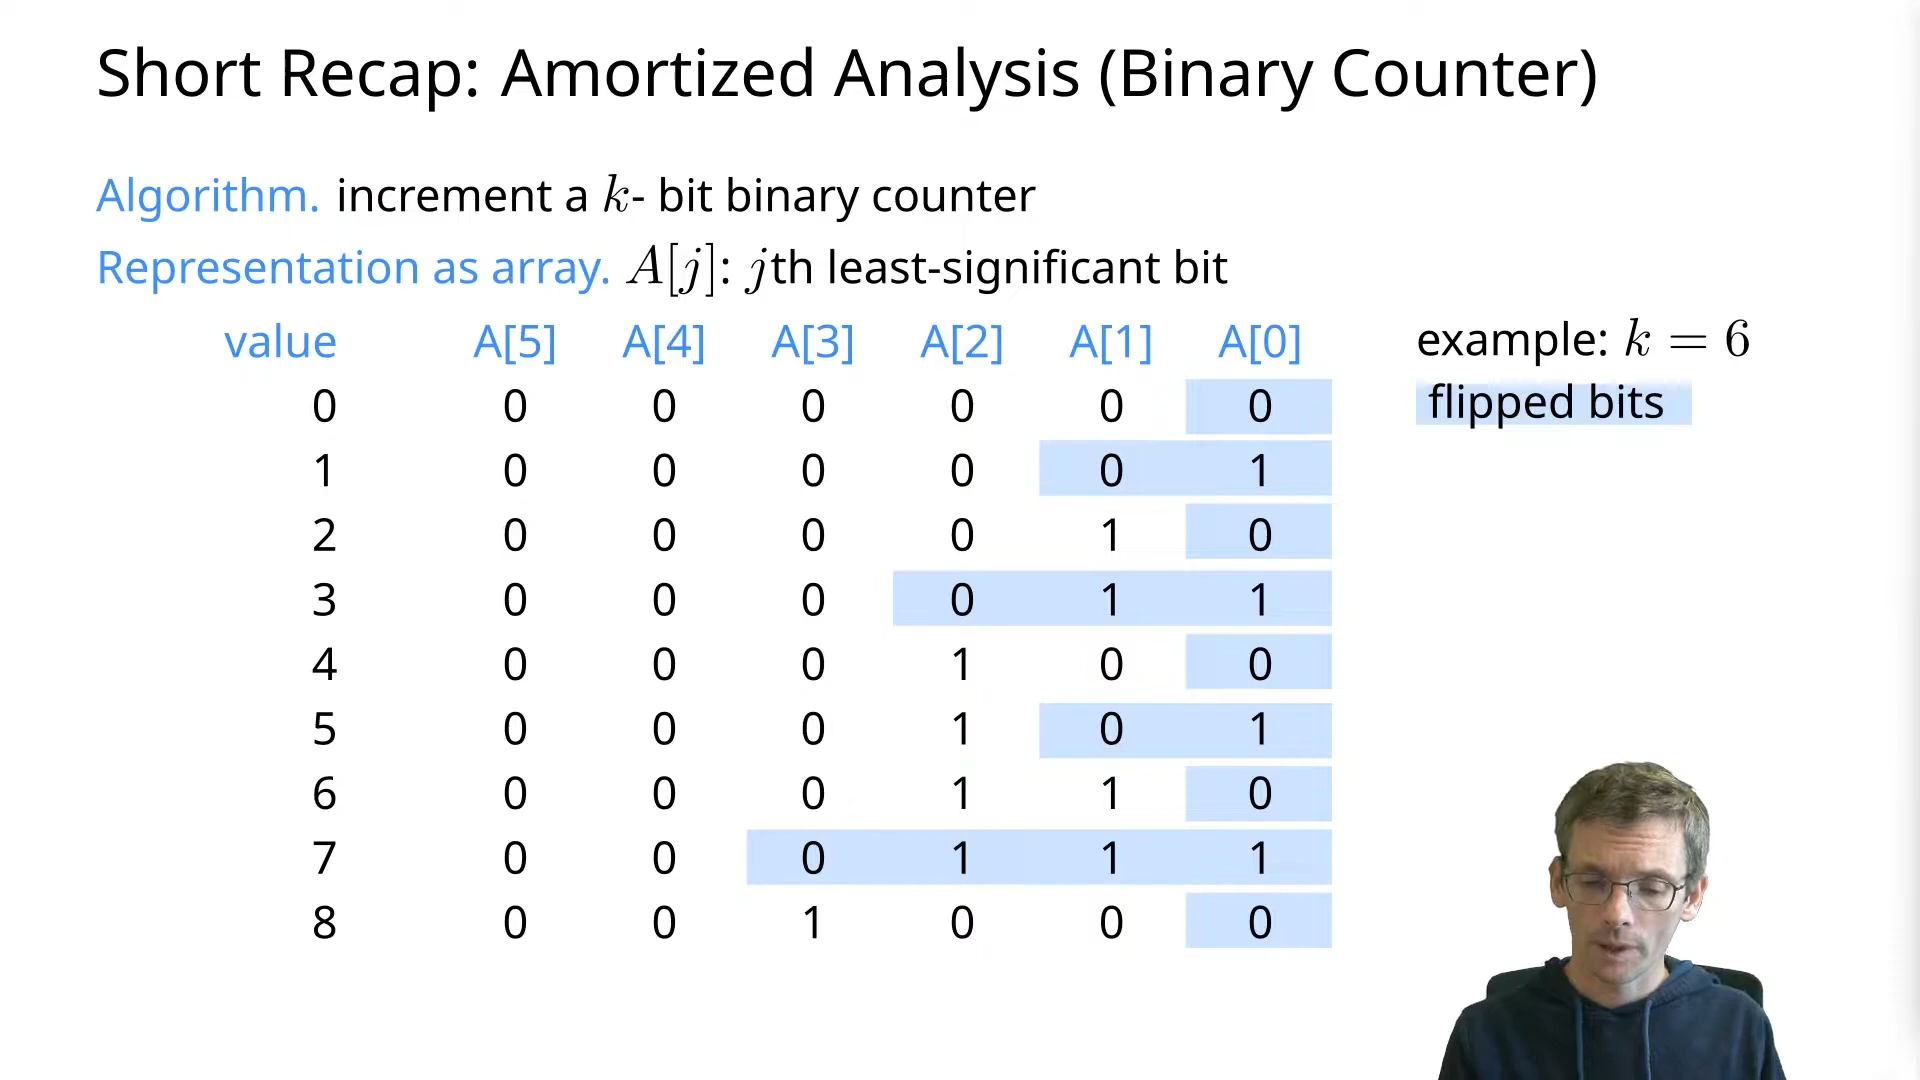 Short Recap: Amortized Analysis (Binary Counter)
Algorithm. increment a k- bit binary counter
Representation as array. A[j]: jth least-significant bit
value A[5] A[4] A[3] A[2] A[1] A[0] example: k = 6
0 0 0 0 0 0 0 flipped bits
1 0 0 0 0 0 1
2 0 0 0 0 1 0
3 0 0 0 0 1 1
4 0 0 0 1 0 0
5 0 0 0 1 0 1
6 0 0 0 1 1 0
7 0 0 0 1 1 1
8 0 0 1 0 0 0